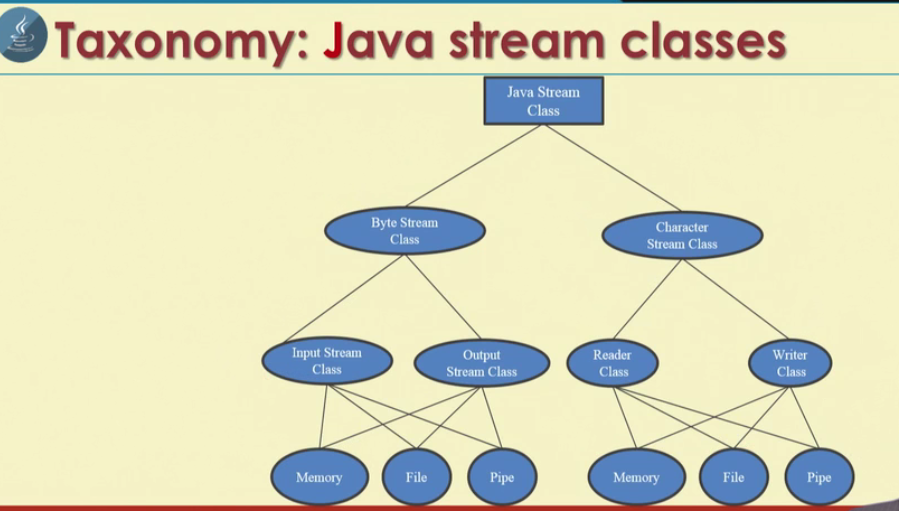 Taxonomy: Java stream classes
Java Stream
Class
Byte Stream
Class
Character
Stream Class
Input Stream
Class
Output
Stream Class
Reader
Class
Writer
Class
Memory
File
Pipe
Memory
File
Pipe